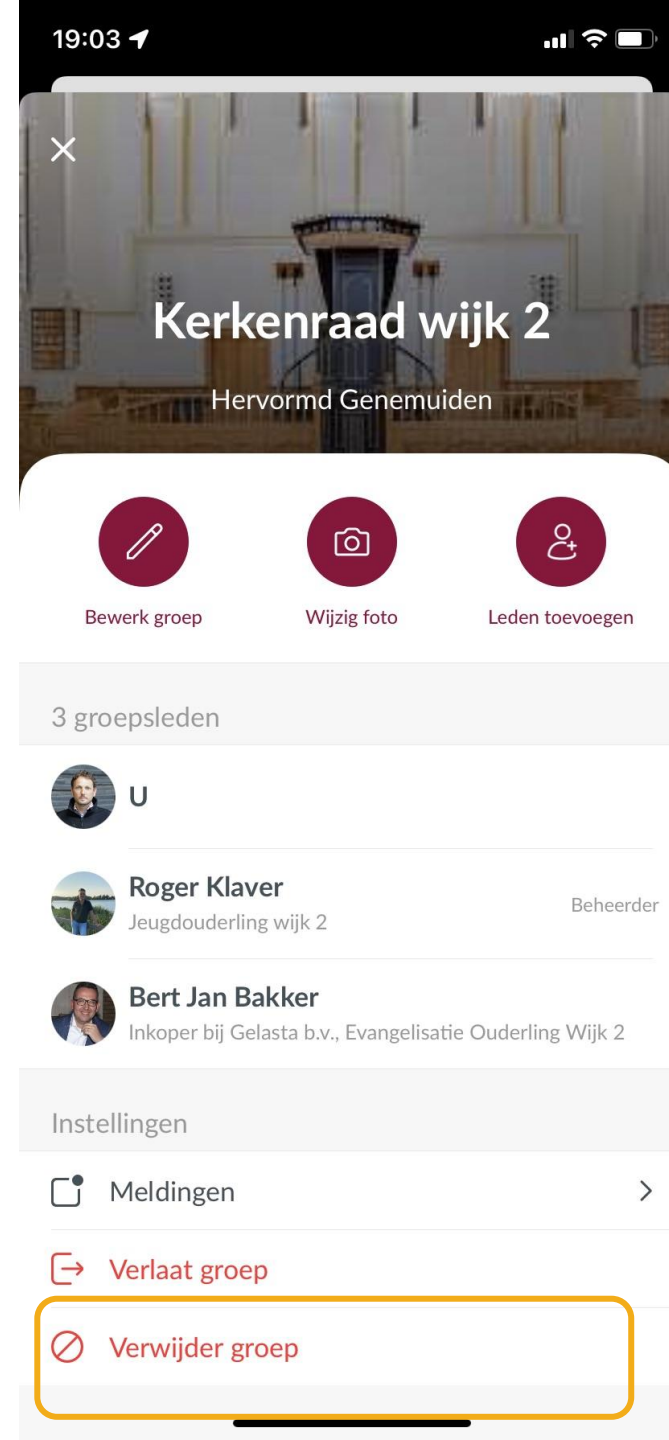 19:03
Kerkenraad wijk 2
Hervormd Genemuiden
Bewerk groep
Wijzig foto
Leden toevoegen
3 groepsleden
U
Roger Klaver
Jeugdouderling wijk 2
Beheerder
Bert Jan Bakker
Inkoper bij Gelasta b.v., Evangelisatie Ouderling Wijk 2
Instellingen
Meldingen
Verlaat groep
Verwijder groep